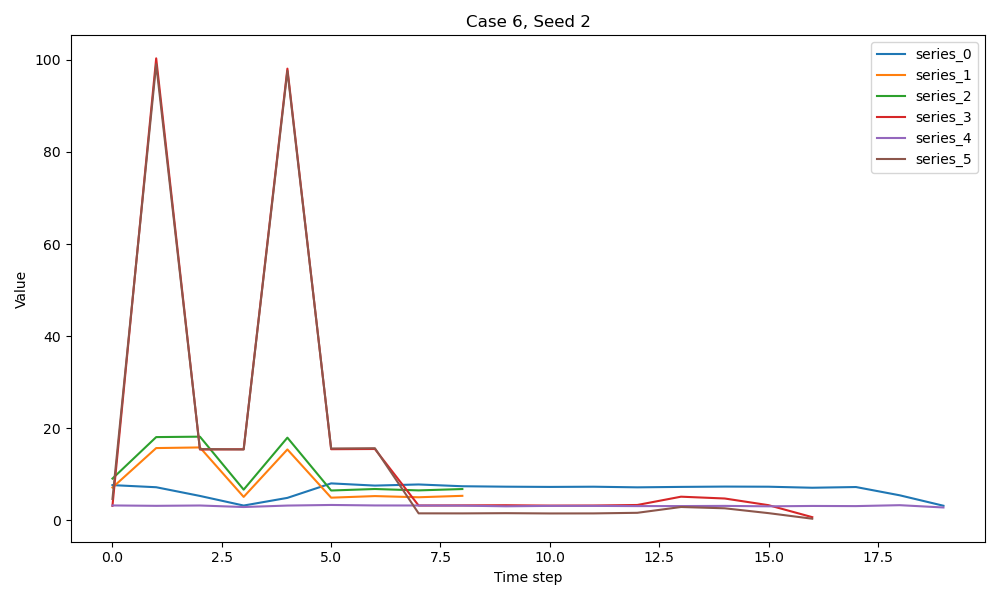 Case 6, Seed 2
series_0
series_1
series_2
series_3
series_4
series_5
Value
100
80
60
40
20
0
0.0 2.5 5.0 7.5 10.0 12.5 15.0 17.5
Time step